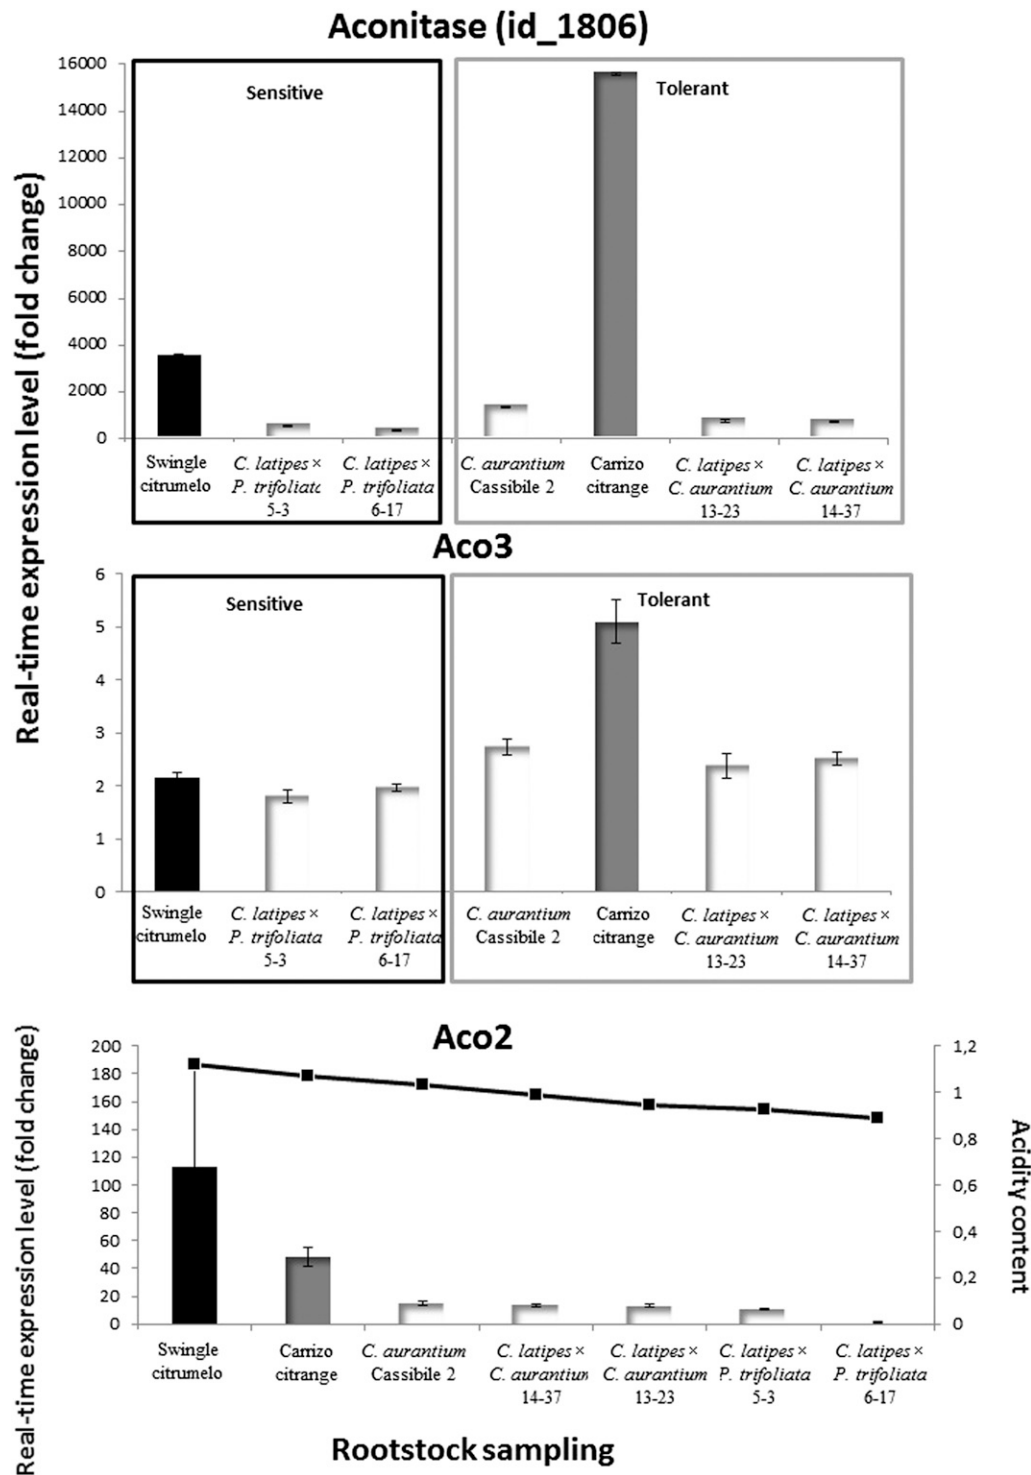 Aconitase (id_1806)
Real-time expression level (fold change)
16000
14000
12000
10000
8000
6000
4000
2000
0
Sensitive
Tolerant
Swingle
citrumelo
C. latipes ×
P. trifoliata
5-3
C. latipes ×
P. trifoliata
6-17
C. aurantium
Cassibile 2
Carrizo
citrange
C. latipes ×
C. aurantium
13-23
C. latipes ×
C. aurantium
14-37
Aco3
6
5
4
3
2
1
0
Sensitive
Tolerant
Swingle
citrumelo
C. latipes ×
P. trifoliata
5-3
C. latipes ×
P. trifoliata
6-17
C. aurantium
Cassibile 2
Carrizo
citrange
C. latipes ×
C. aurantium
13-23
C. latipes ×
C. aurantium
14-37
Aco2
Real-time expression level (fold change)
200
180
160
140
120
100
80
60
40
20
0
1,2
1
0,8
0,6
0,4
0,2
0
Acidity content
Swingle
citrumelo
Carrizo
citrange
C. aurantium
Cassibile 2
C. latipes ×
C. aurantium
14-37
C. latipes ×
C. aurantium
13-23
C. latipes ×
P. trifoliata
5-3
C. latipes ×
P. trifoliata
6-17
Rootstock sampling